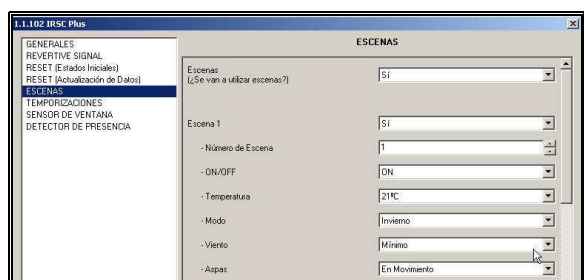 1.1.102 IRSC Plus
GENERALES
REVERTIVE SIGNAL
RESET (Estados Iniciales)
RESET (Actualización de Datos)
ESCENAS
TEMPORIZACIONES
SENSOR DE VENTANA
DETECTOR DE PRESENCIA
ESCENAS
Escenas
(¿Se van a utilizar escenas?)
Sí
Escena 1
Sí
- Número de Escena
1
- ON/OFF
ON
- Temperatura
21ºC
- Modo
Invierno
- Viento
Mínimo
- Aspas
En Movimiento